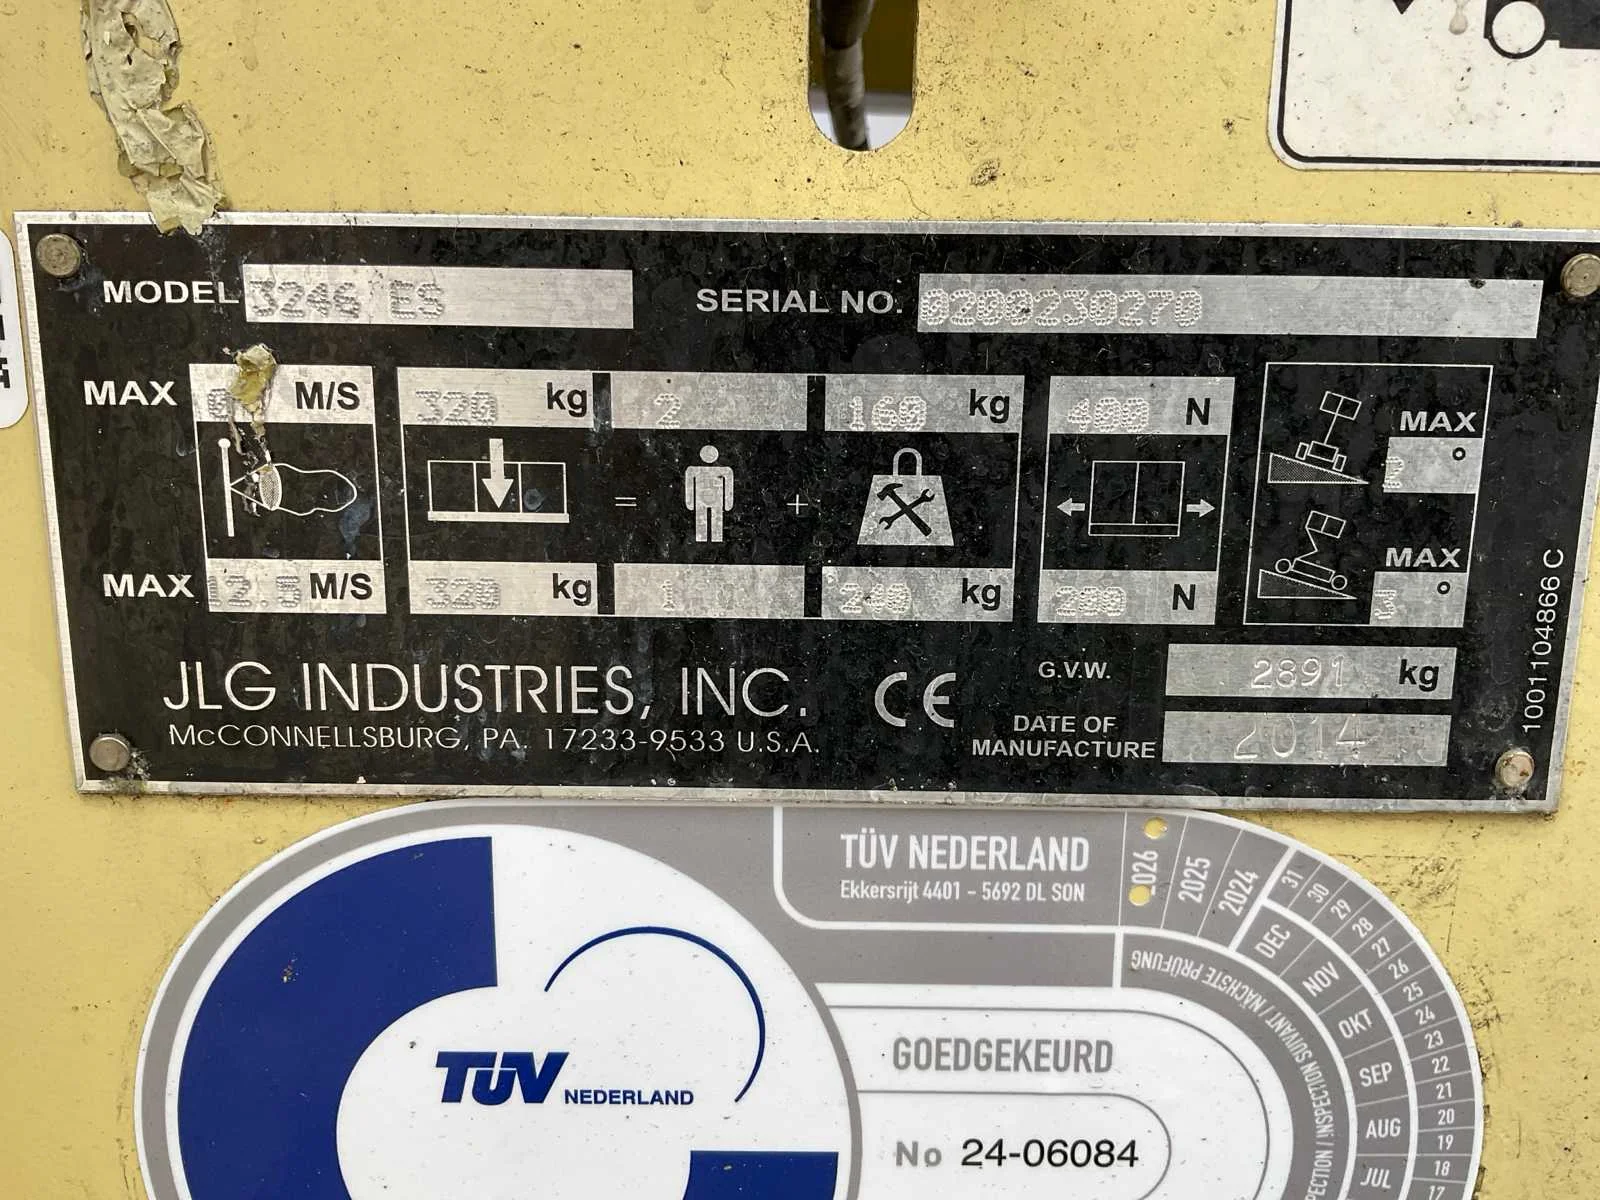 MODEL 3246 ES SERIAL NO. 0200230270
MAX 0 M/S 320 kg 2 160 kg 400 N
MAX °
= +
MAX °
MAX 12.5 M/S 320 kg 1 240 kg 200 N
1001104866 C
JLG INDUSTRIES, INC. CE
McCONNELLSBURG, PA. 17233-9533 U.S.A.
G.V.W. 2891 kg
DATE OF
MANUFACTURE 2014
TÜV NEDERLAND
Ekkersrijt 4401 – 5692 DL SON
2026 2025 2024
31 30 29 28 27 26 25 24 23 22 21 20 19 18 17
DEC NOV OKT SEP AUG JUL
INSPECTION SUIVANT / NÄCHSTE PRÜFUNG
TÜV NEDERLAND
GOEDGEKEURD
No 24-06084